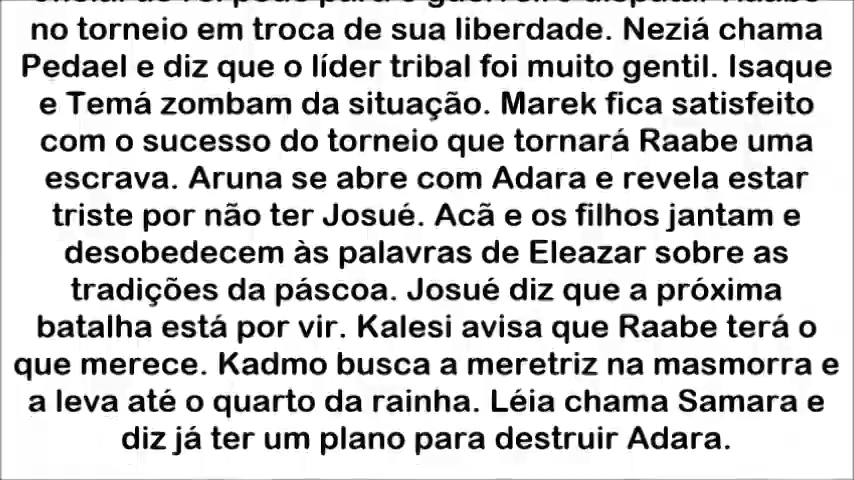 no torneio em troca de sua liberdade. Neziá chama
Pedael e diz que o líder tribal foi muito gentil. Isaque
e Temá zombam da situação. Marek fica satisfeito
com o sucesso do torneio que tornará Raabe uma
escrava. Aruna se abre com Adara e revela estar
triste por não ter Josué. Acã e os filhos jantam e
desobedecem às palavras de Eleazar sobre as
tradições da páscoa. Josué diz que a próxima
batalha está por vir. Kalesi avisa que Raabe terá o
que merece. Kadmo busca a meretriz na masmorra e
a leva até o quarto da rainha. Léia chama Samara e
diz já ter um plano para destruir Adara.